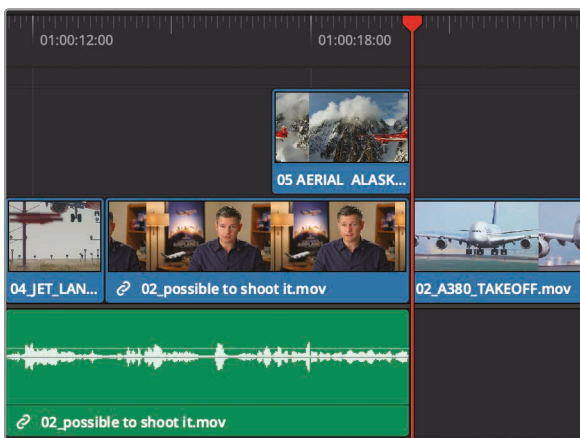 01:00:12:00
01:00:18:00
05 AERIAL ALASK...
04_JET_LAN...
02_possible to shoot it.mov
02_A380_TAKEOFF.mov
02_possible to shoot it.mov